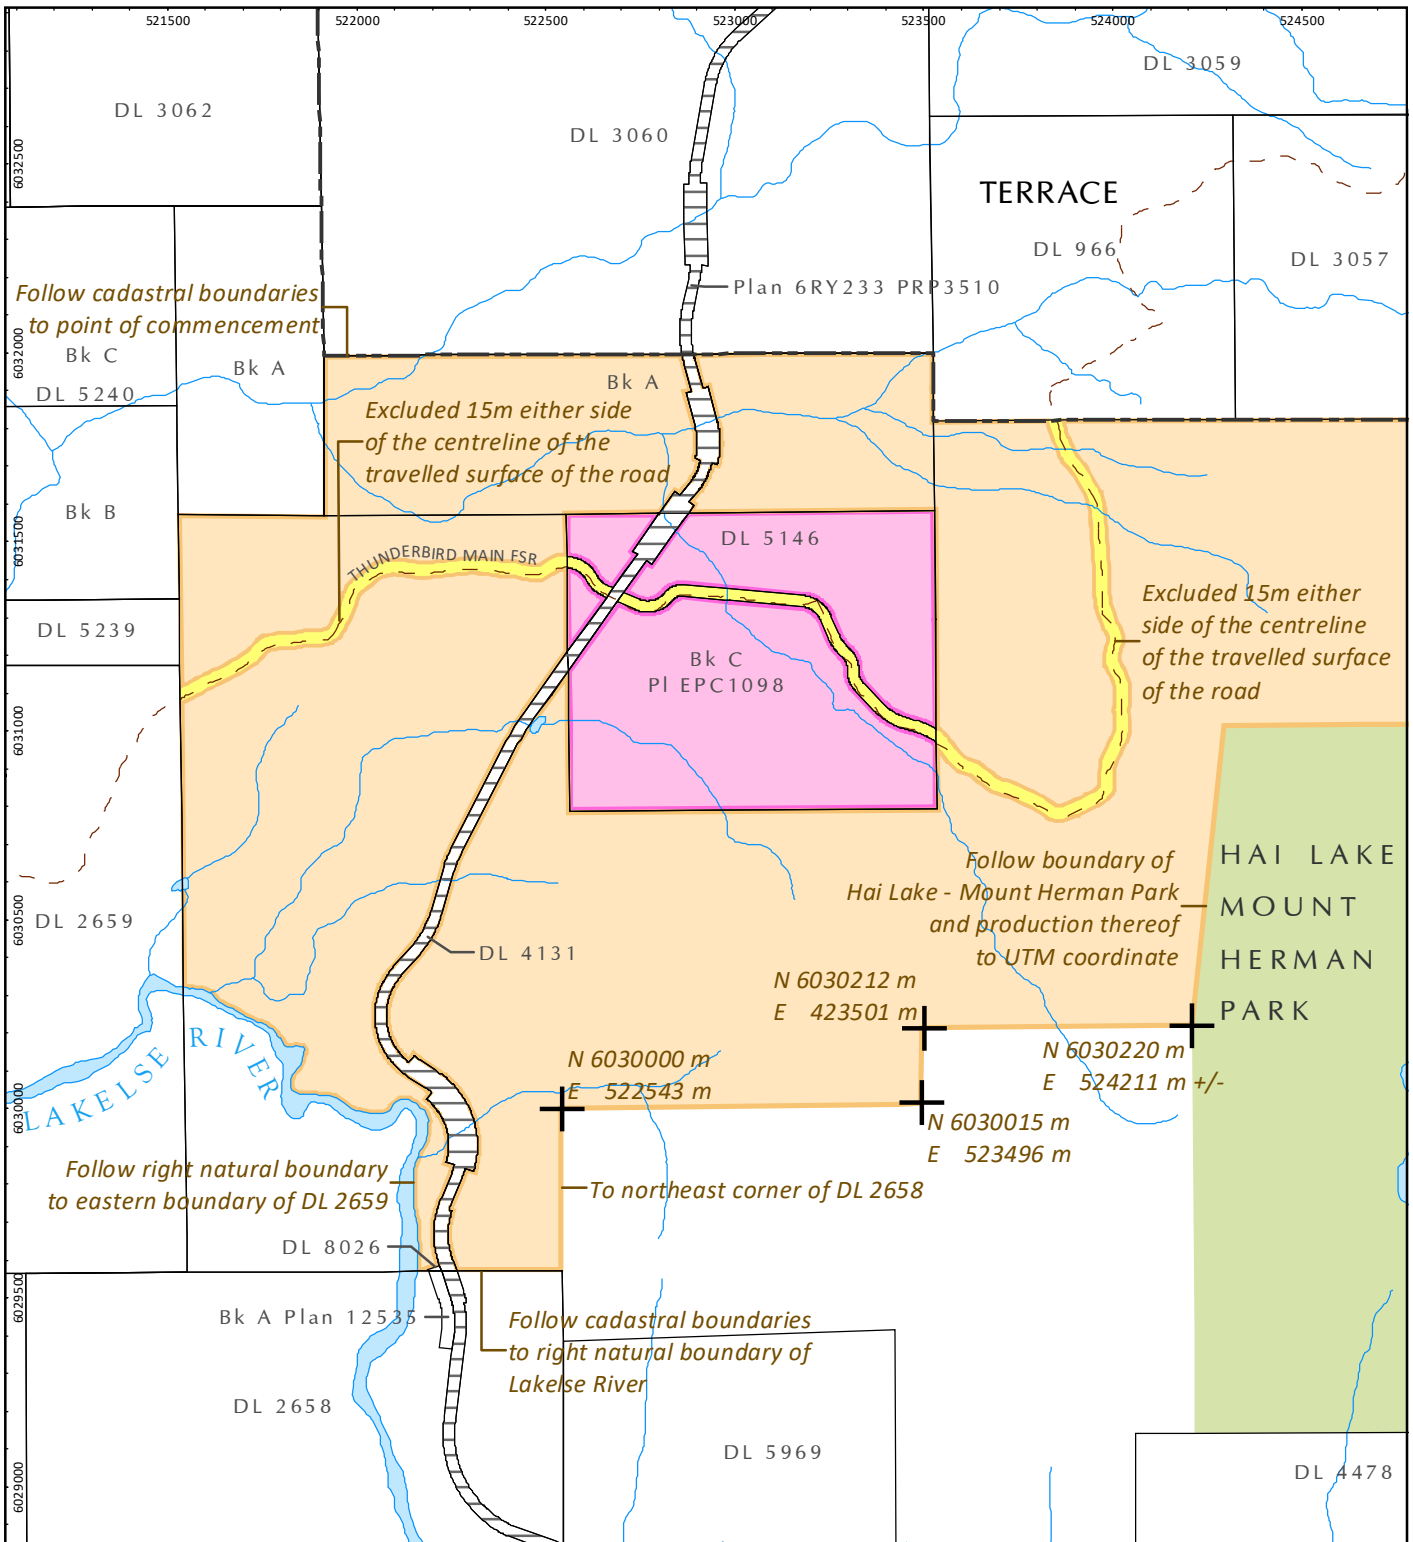 521500
522000
522500
523000
523500
524000
524500
DL 3059
DL 3062
DL 3060
6032500
TERRACE
DL 966
DL 3057
Plan 6RY233 PRP3510
Follow cadastral boundaries
to point of commencement
6032000
Bk C
DL 5240
Bk A
Bk A
Excluded 15m either side
of the centreline of the
travelled surface of the road
Bk B
6031500
DL 5146
THUNDERBIRD MAIN FSR
Excluded 15m either
side of the centreline
of the travelled surface
of the road
DL 5239
Bk C
Pl EPC1098
6031000
HAI LAKE
MOUNT
HERMAN
PARK
Follow boundary of
Hai Lake - Mount Herman Park
and production thereof
to UTM coordinate
DL 2659
6030500
DL 4131
N 6030212 m
E 423501 m
LAKELSE RIVER
N 6030220 m
E 524211 m +/-
N 6030000 m
E 522543 m
6030000
N 6030015 m
E 523496 m
Follow right natural boundary
to eastern boundary of DL 2659
To northeast corner of DL 2658
DL 8026
6029500
Bk A Plan 12535
Follow cadastral boundaries
to right natural boundary of
Lakelse River
DL 2658
DL 5969
DL 4478
6029000